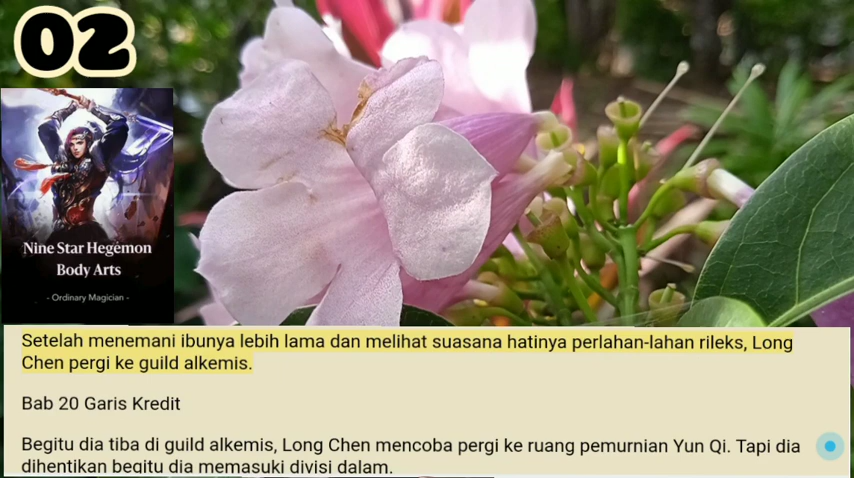 02
Nine Star Hegemon
Body Arts
- Ordinary Magician -
Setelah menemani ibunya lebih lama dan melihat suasana hatinya perlahan-lahan rileks, Long
Chen pergi ke guild alkemis.
Bab 20 Garis Kredit
Begitu dia tiba di guild alkemis, Long Chen mencoba pergi ke ruang pemurnian Yun Qi. Tapi dia
dihentikan begitu dia memasuki divisi dalam.